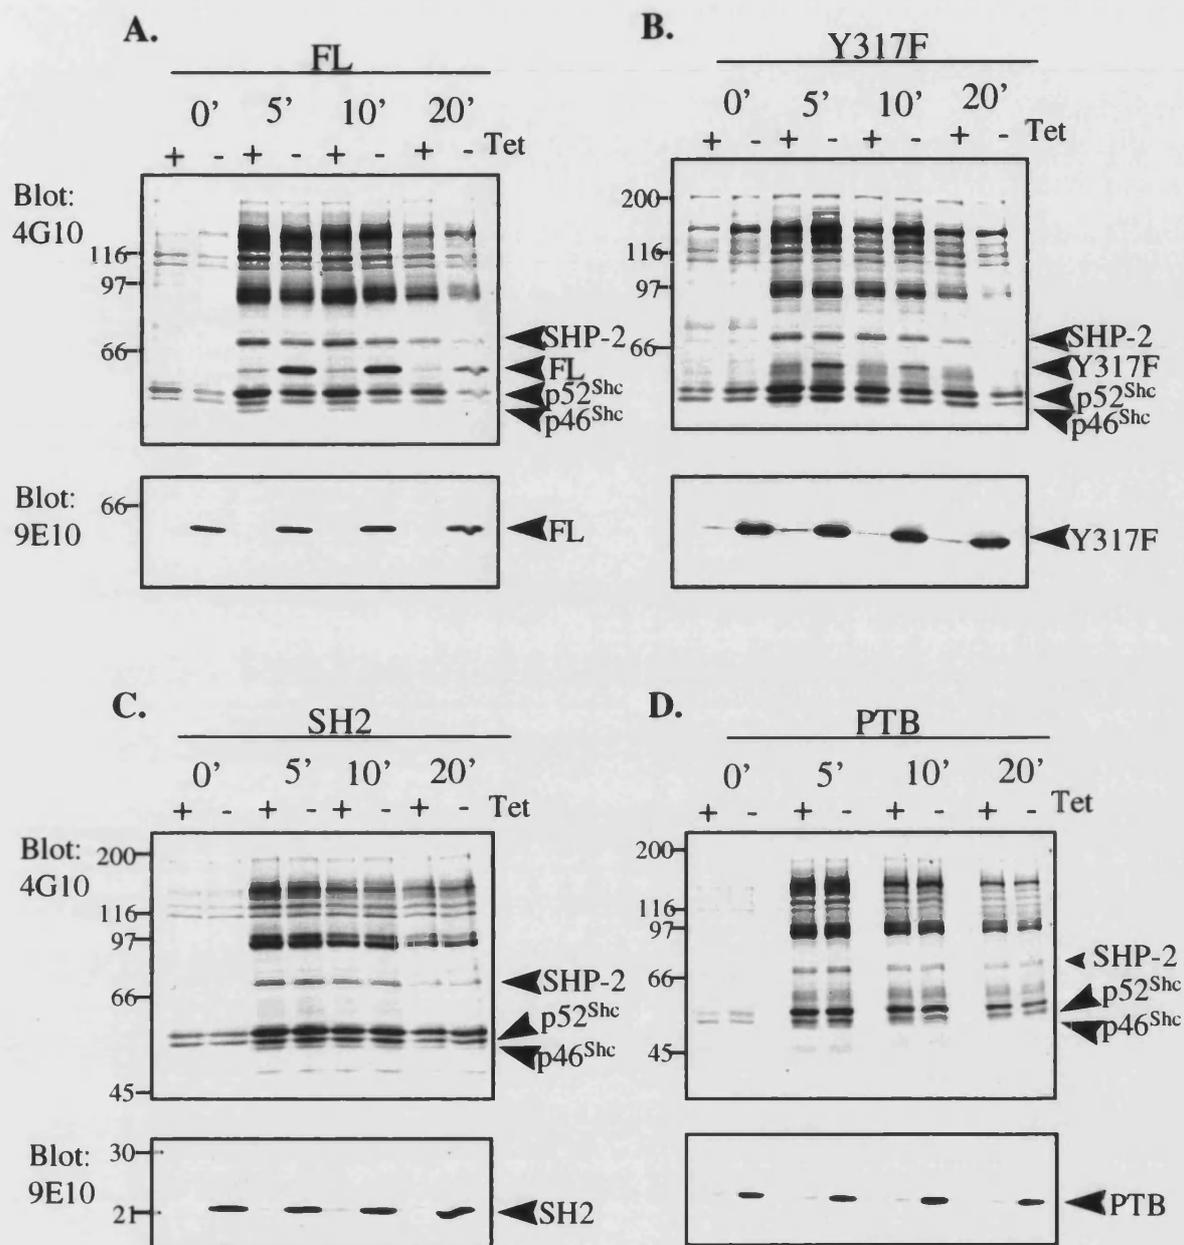 A.
FL
0' 5' 10' 20'
+ - + - + - + - Tet
Blot:
4G10
116
97
66
SHP-2
FL
p52Shc
p46Shc
Blot:
9E10
66
FL
B.
Y317F
0' 5' 10' 20'
+ - + - + - + - Tet
200
116
97
66
SHP-2
Y317F
p52Shc
p46Shc
Y317F
C.
SH2
0' 5' 10' 20'
+ - + - + - + - Tet
Blot:
4G10
200
116
97
66
45
SHP-2
p52Shc
p46Shc
Blot:
9E10
30
21
SH2
D.
PTB
0' 5' 10' 20'
+ - + - + - + - Tet
200
116
97
66
45
SHP-2
p52Shc
p46Shc
PTB